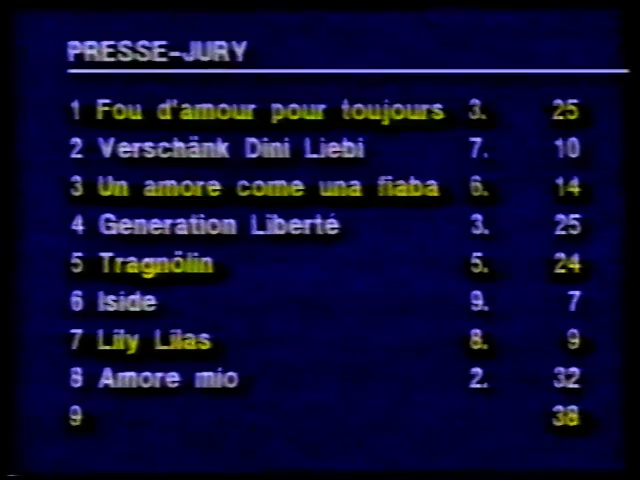 PRESSE-JURY
1 Fou d'amour pour toujours 3. 25
2 Verschänk Dini Liebi 7. 10
3 Un amore come una fiaba 6. 14
4 Generation Liberté 3. 25
5 Tragnölin 5. 24
6 Iside 9. 7
7 Lily Lilas 8. 9
8 Amore mio 2. 32
9 38